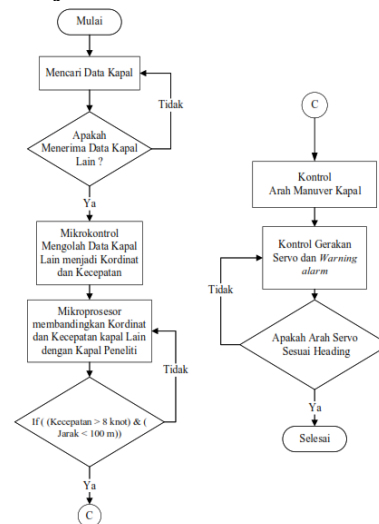 Mulai
Mencari Data Kapal
Tidak
Apakah
Menerima Data Kapal
Lain ?
Ya
Mikrokontrol
Mengolah Data Kapal
Lain menjadi Kordinat
dan Kecepatan
Mikroprosesor
membandingkan Kordinat
dan Kecepatan kapal Lain
dengan Kapal Peneliti
Tidak
If ( (Kecepatan > 8 knot) & (
Jarak < 100 m))
Ya
C
C
Kontrol
Arah Manuver Kapal
Kontrol Gerakan
Servo dan Warning
alarm
Tidak
Apakah Arah Servo
Sesuai Heading
Ya
Selesai